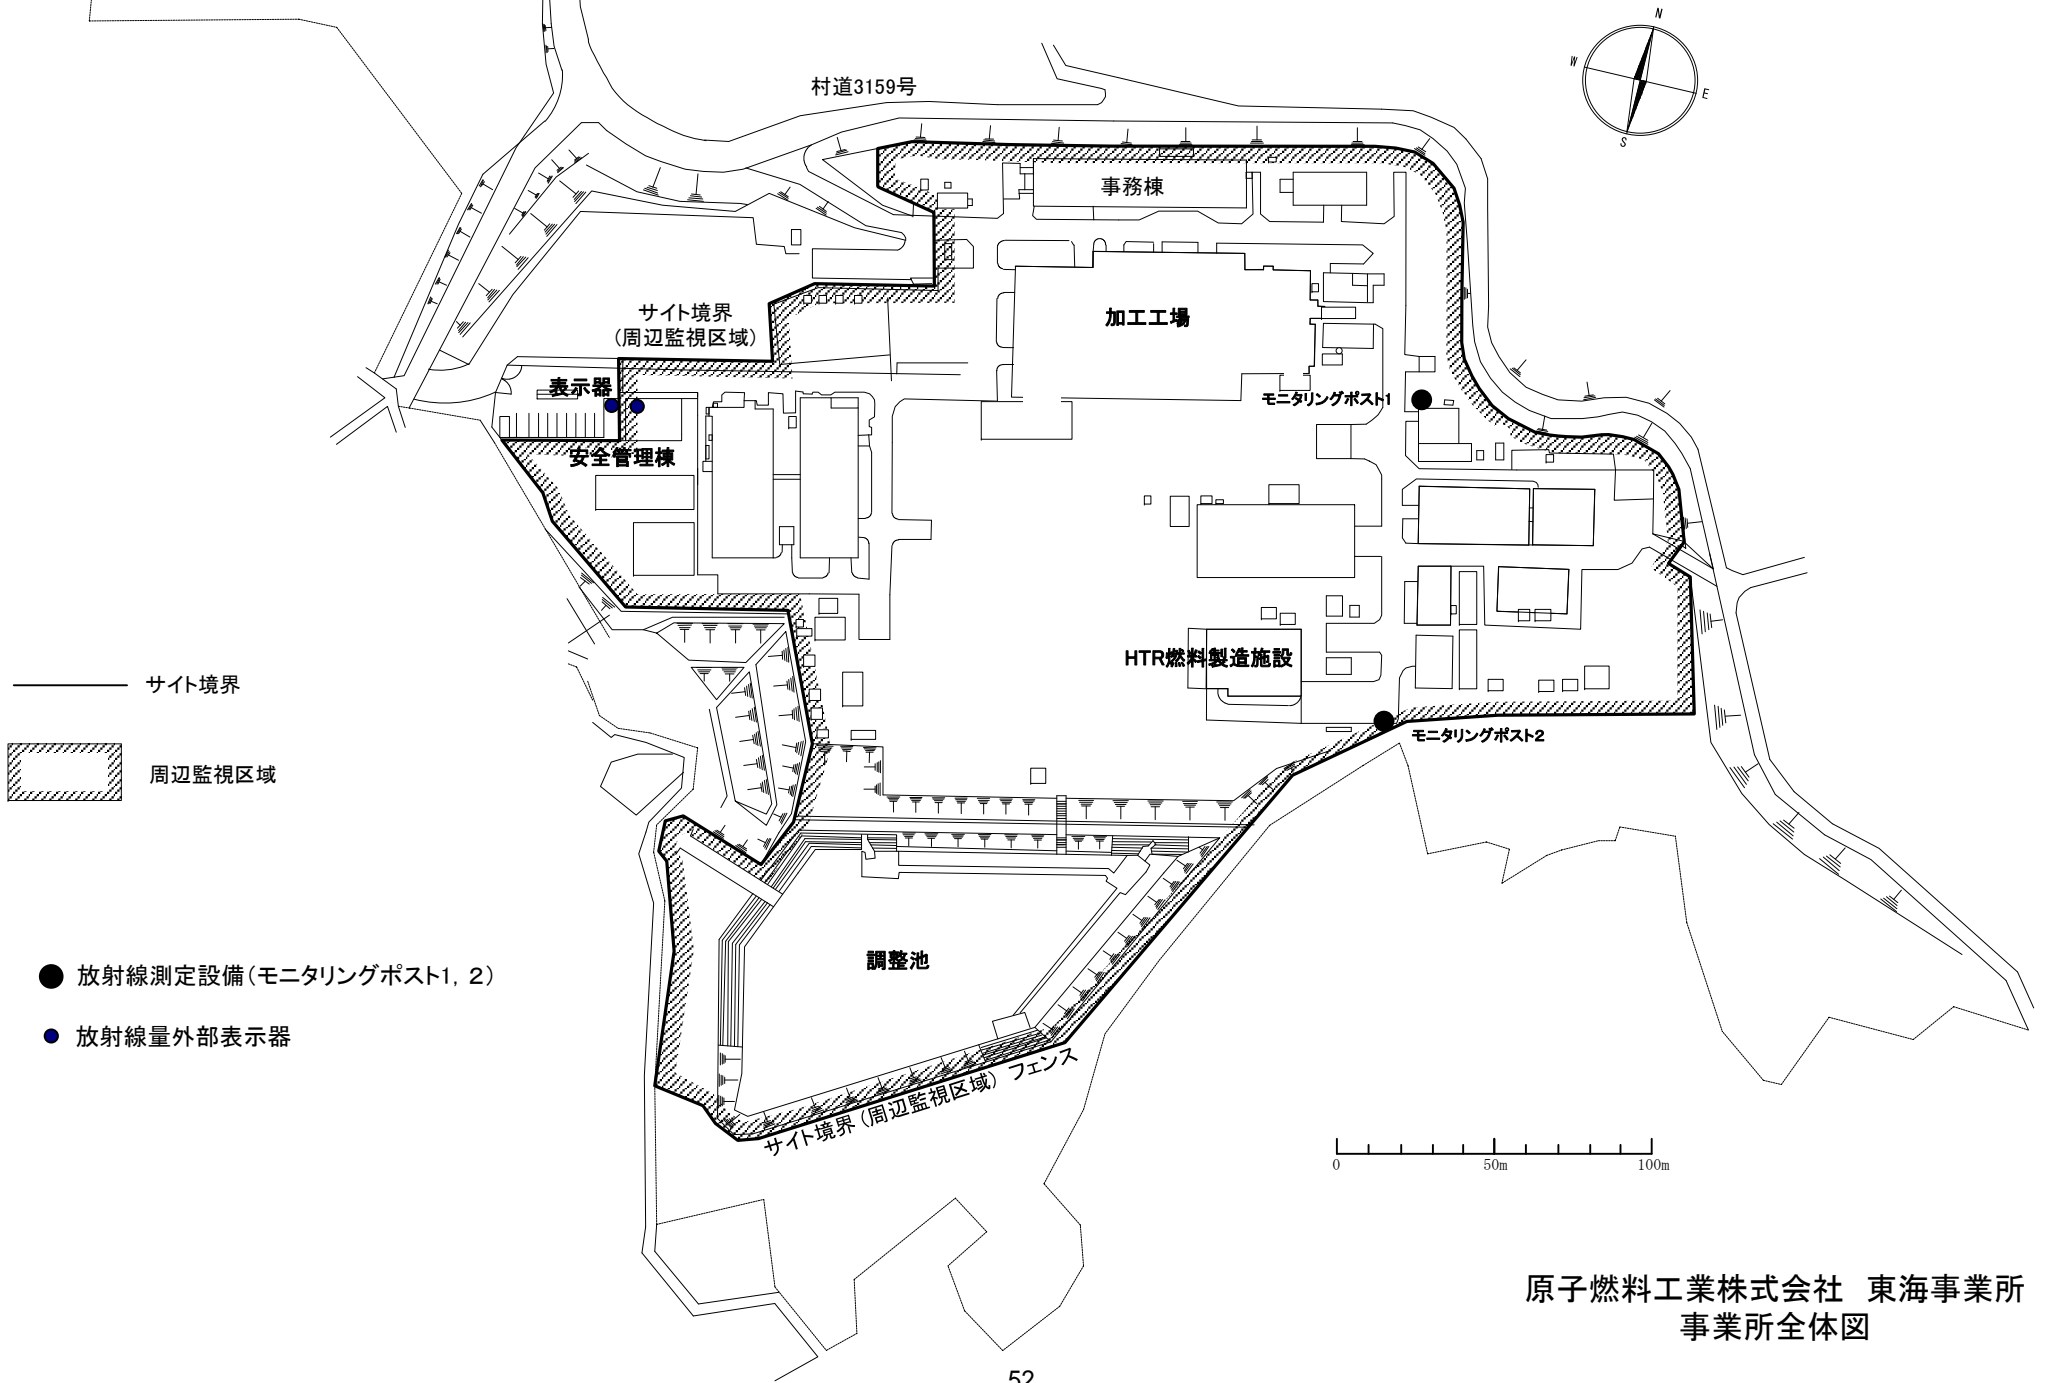 N
W
E
S
村道3159号
事務棟
サイト境界
(周辺監視区域)
加工工場
表示器
モニタリングポスト1
安全管理棟
HTR燃料製造施設
サイト境界
モニタリングポスト2
周辺監視区域
調整池
放射線測定設備(モニタリングポスト1, 2)
放射線量外部表示器
サイト境界 (周辺監視区域) フェンス
0 50m 100m
原子燃料工業株式会社 東海事業所
事業所全体図
52